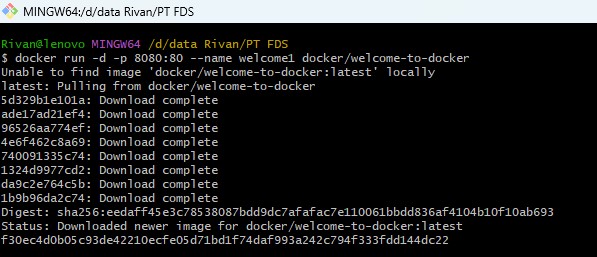 MINGW64:/d/data Rivan/PT FDS
Rivan@lenovo MINGW64 /d/data Rivan/PT FDS
$ docker run -d -p 8080:80 --name welcome1 docker/welcome-to-docker
Unable to find image 'docker/welcome-to-docker:latest' locally
latest: Pulling from docker/welcome-to-docker
5d329b1e101a: Download complete
ade17ad21ef4: Download complete
96526aa774ef: Download complete
4e6f462c8a69: Download complete
740091335c74: Download complete
1324d9977cd2: Download complete
da9c2e764c5b: Download complete
1b9b96da2c74: Download complete
Digest: sha256:eedaff45e3c78538087bdd9dc7afafac7e110061bbdd836af4104b10f10ab693
Status: Downloaded newer image for docker/welcome-to-docker:latest
f30ec4d0b05c93de42210ecfe05d71bd1f74daf993a242c794f333fdd144dc22